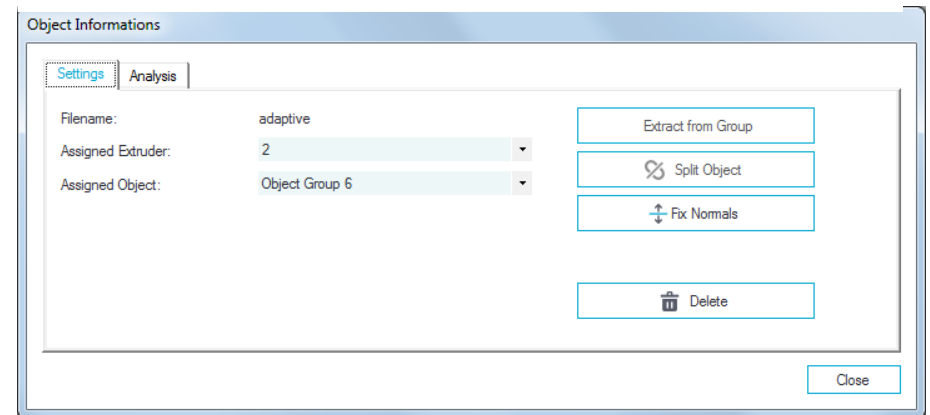 Object Informations
Settings Analysis
Filename: adaptive
Assigned Extruder: 2
Assigned Object: Object Group 6
Extract from Group
Split Object
Fix Normals
Delete
Close